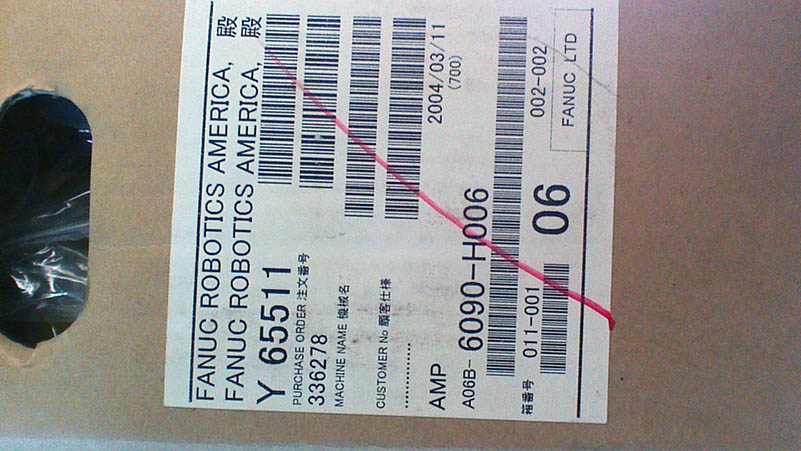 FANUC ROBOTICS AMERICA, 殿
FANUC ROBOTICS AMERICA, 殿
Y 65511
PURCHASE ORDER 注文番号
336278
MACHINE NAME 機械名
CUSTOMER No 顧客仕様
..............
AMP 2004/03/11
(700)
A06B- 6090-H006
箱番号 011-001 06 002-002
FANUC LTD